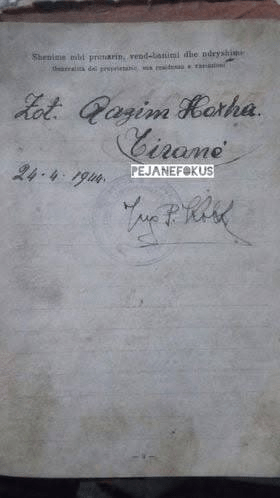 Shenime mbi pronarin, vend-banimi dhe ndryshime
Generalità del proprietario, sua residenza e variazioni
Zot. Qazim Hoxha.
Tiranë
PEJANEFOKUS
24-4-1944.
Ing P.